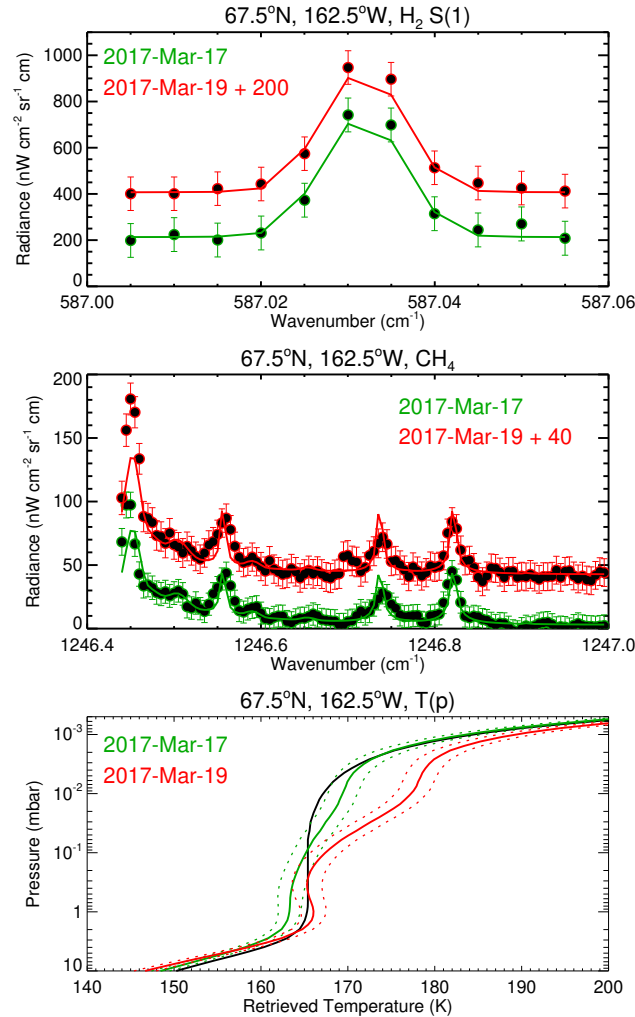 67.5°N, 162.5°W, H₂ S(1)
1000
800
600
400
200
0
Radiance (nW cm⁻² sr⁻¹ cm)
2017-Mar-17
2017-Mar-19 + 200
587.00 587.02 587.04 587.06
Wavenumber (cm⁻¹)
67.5°N, 162.5°W, CH₄
200
150
100
50
0
Radiance (nW cm⁻² sr⁻¹ cm)
2017-Mar-17
2017-Mar-19 + 40
1246.4 1246.6 1246.8 1247.0
Wavenumber (cm⁻¹)
67.5°N, 162.5°W, T(p)
10⁻³
10⁻²
10⁻¹
1
10
Pressure (mbar)
2017-Mar-17
2017-Mar-19
140 150 160 170 180 190 200
Retrieved Temperature (K)